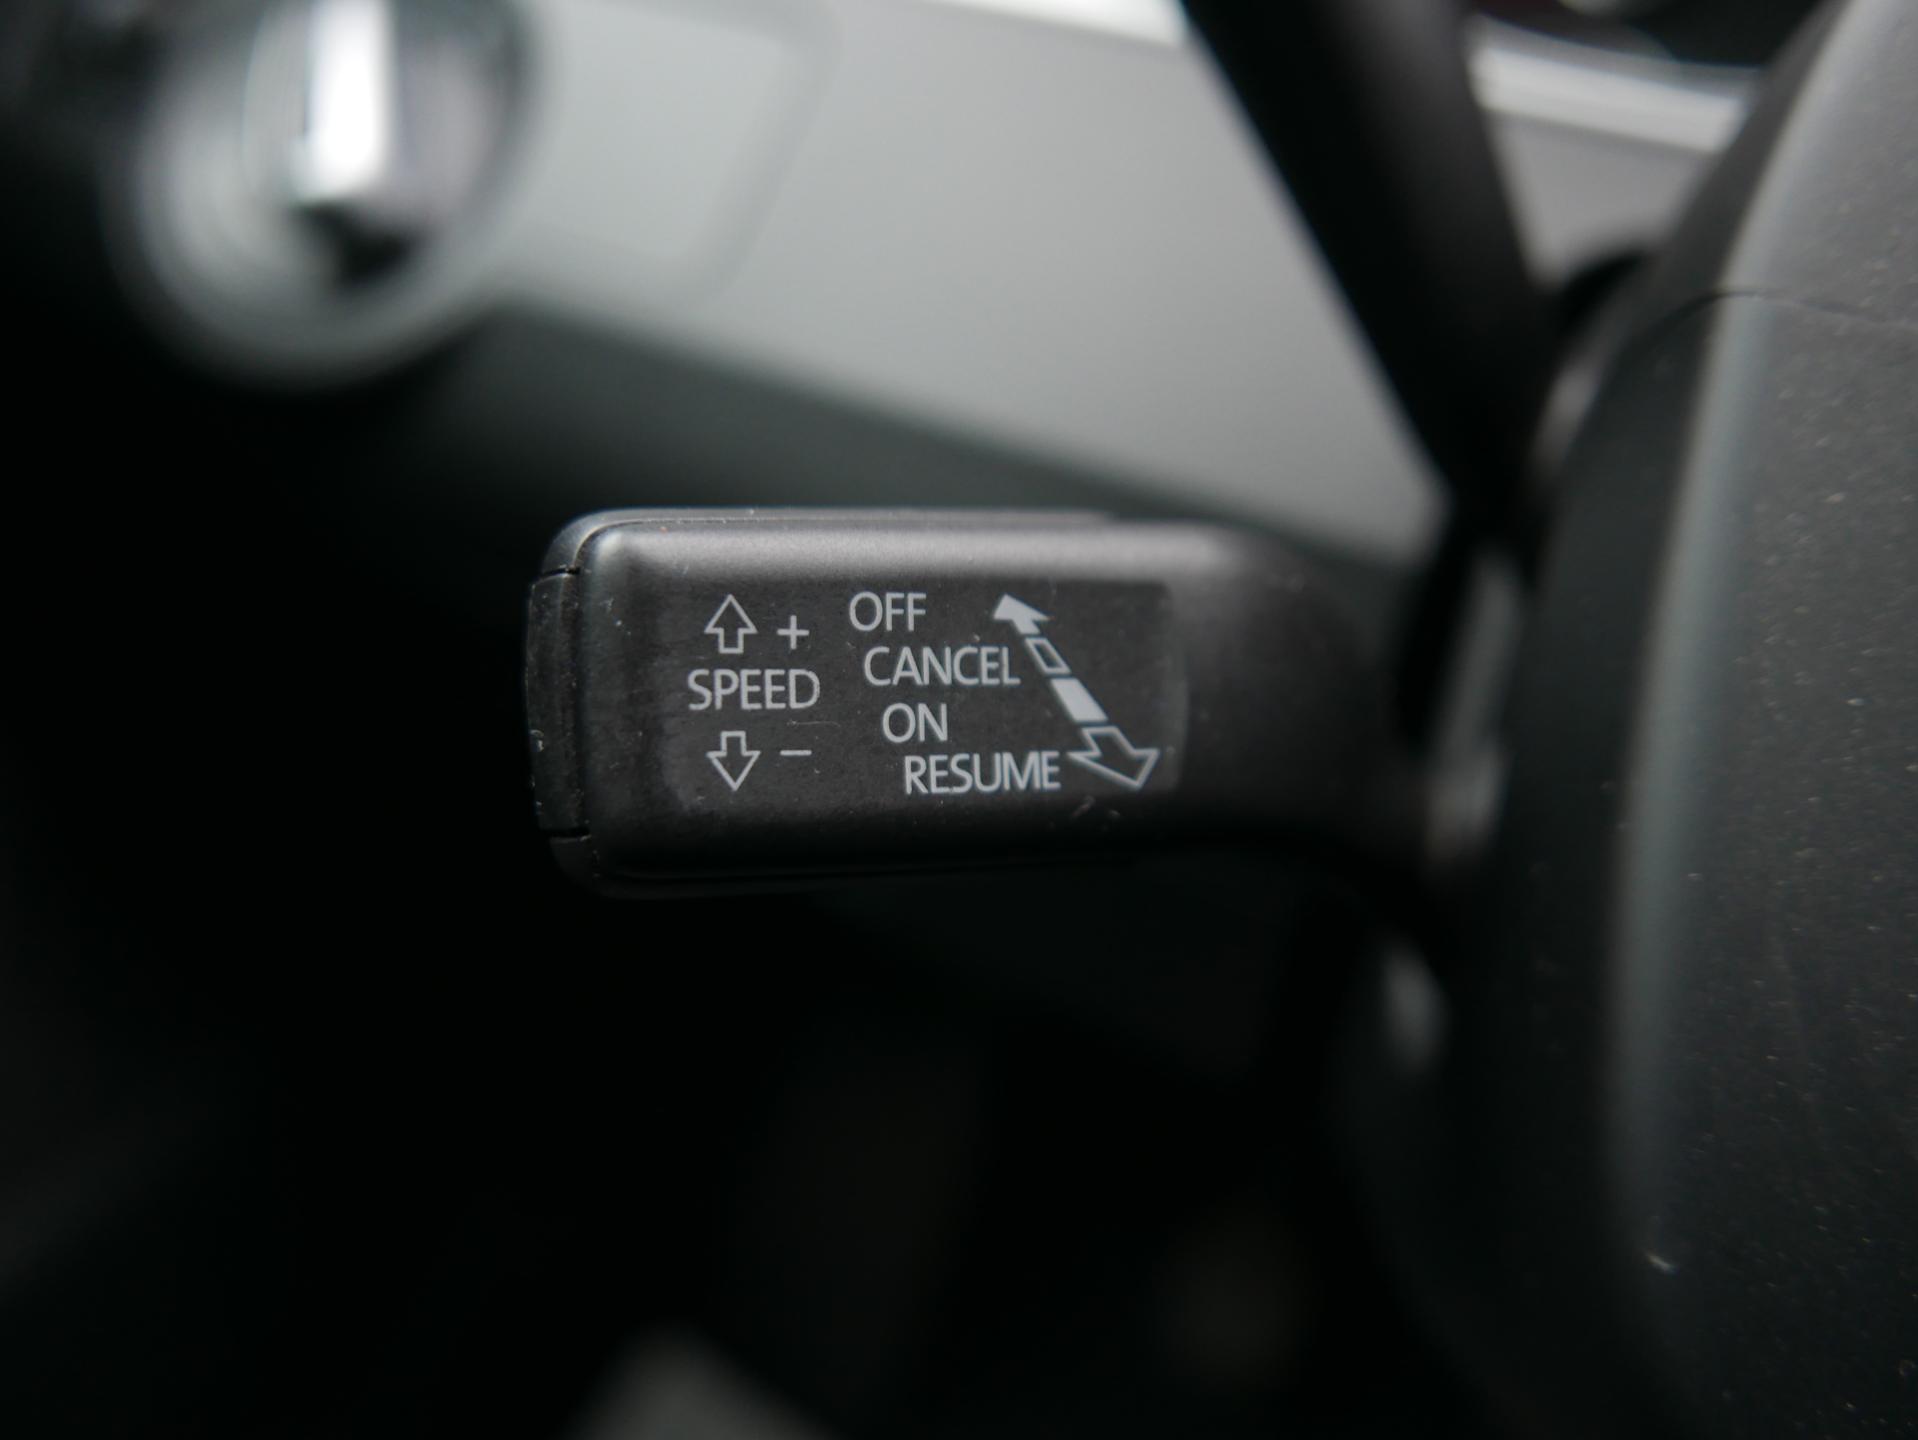 +
SPEED
−
OFF
CANCEL
ON
RESUME